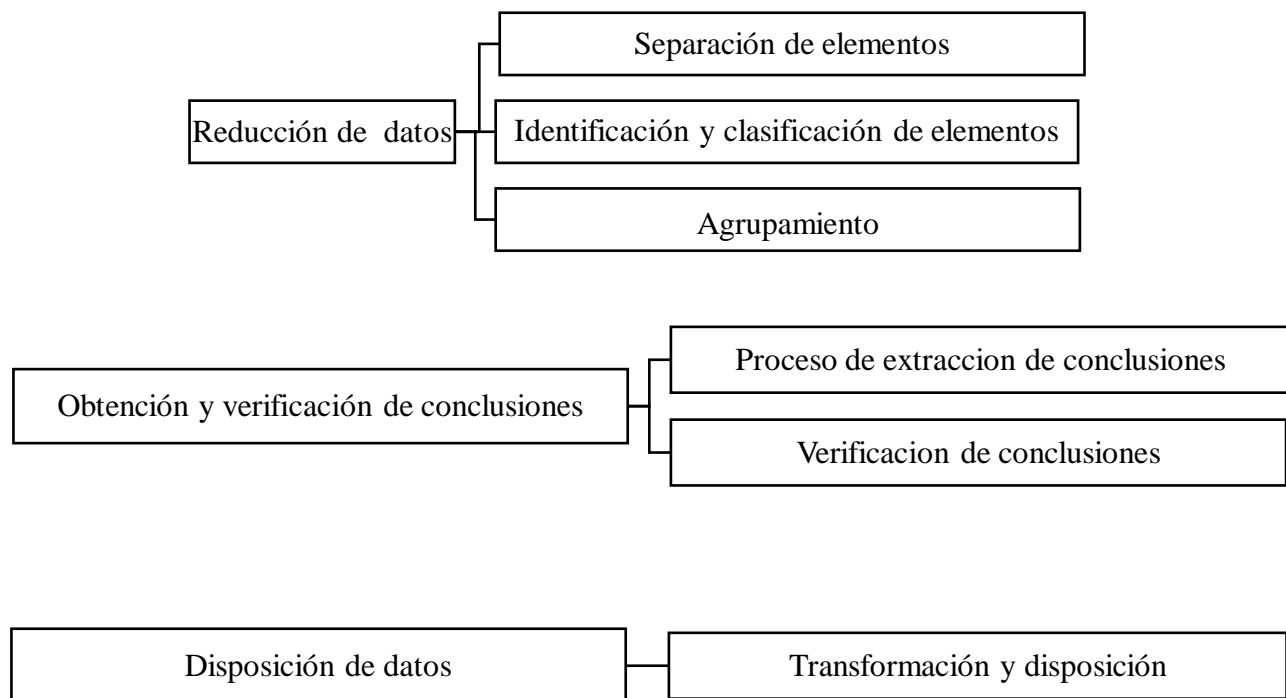 Separación de elementos
Reducción de datos
Identificación y clasificación de elementos
Agrupamiento
Proceso de extraccion de conclusiones
Obtención y verificación de conclusiones
Verificacion de conclusiones
Disposición de datos
Transformación y disposición